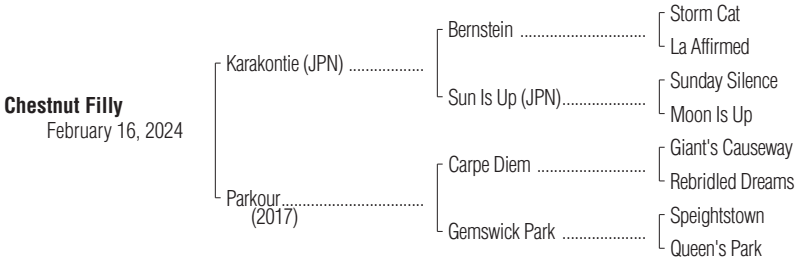 Storm Cat
Bernstein ..............................
La Affirmed
Karakontie (JPN) ..................
Sunday Silence
Sun Is Up (JPN)....................
Moon Is Up
Chestnut Filly
February 16, 2024
Giant's Causeway
Carpe Diem ..........................
Rebridled Dreams
Parkour..................................
(2017)
Speightstown
Gemswick Park ....................
Queen's Park